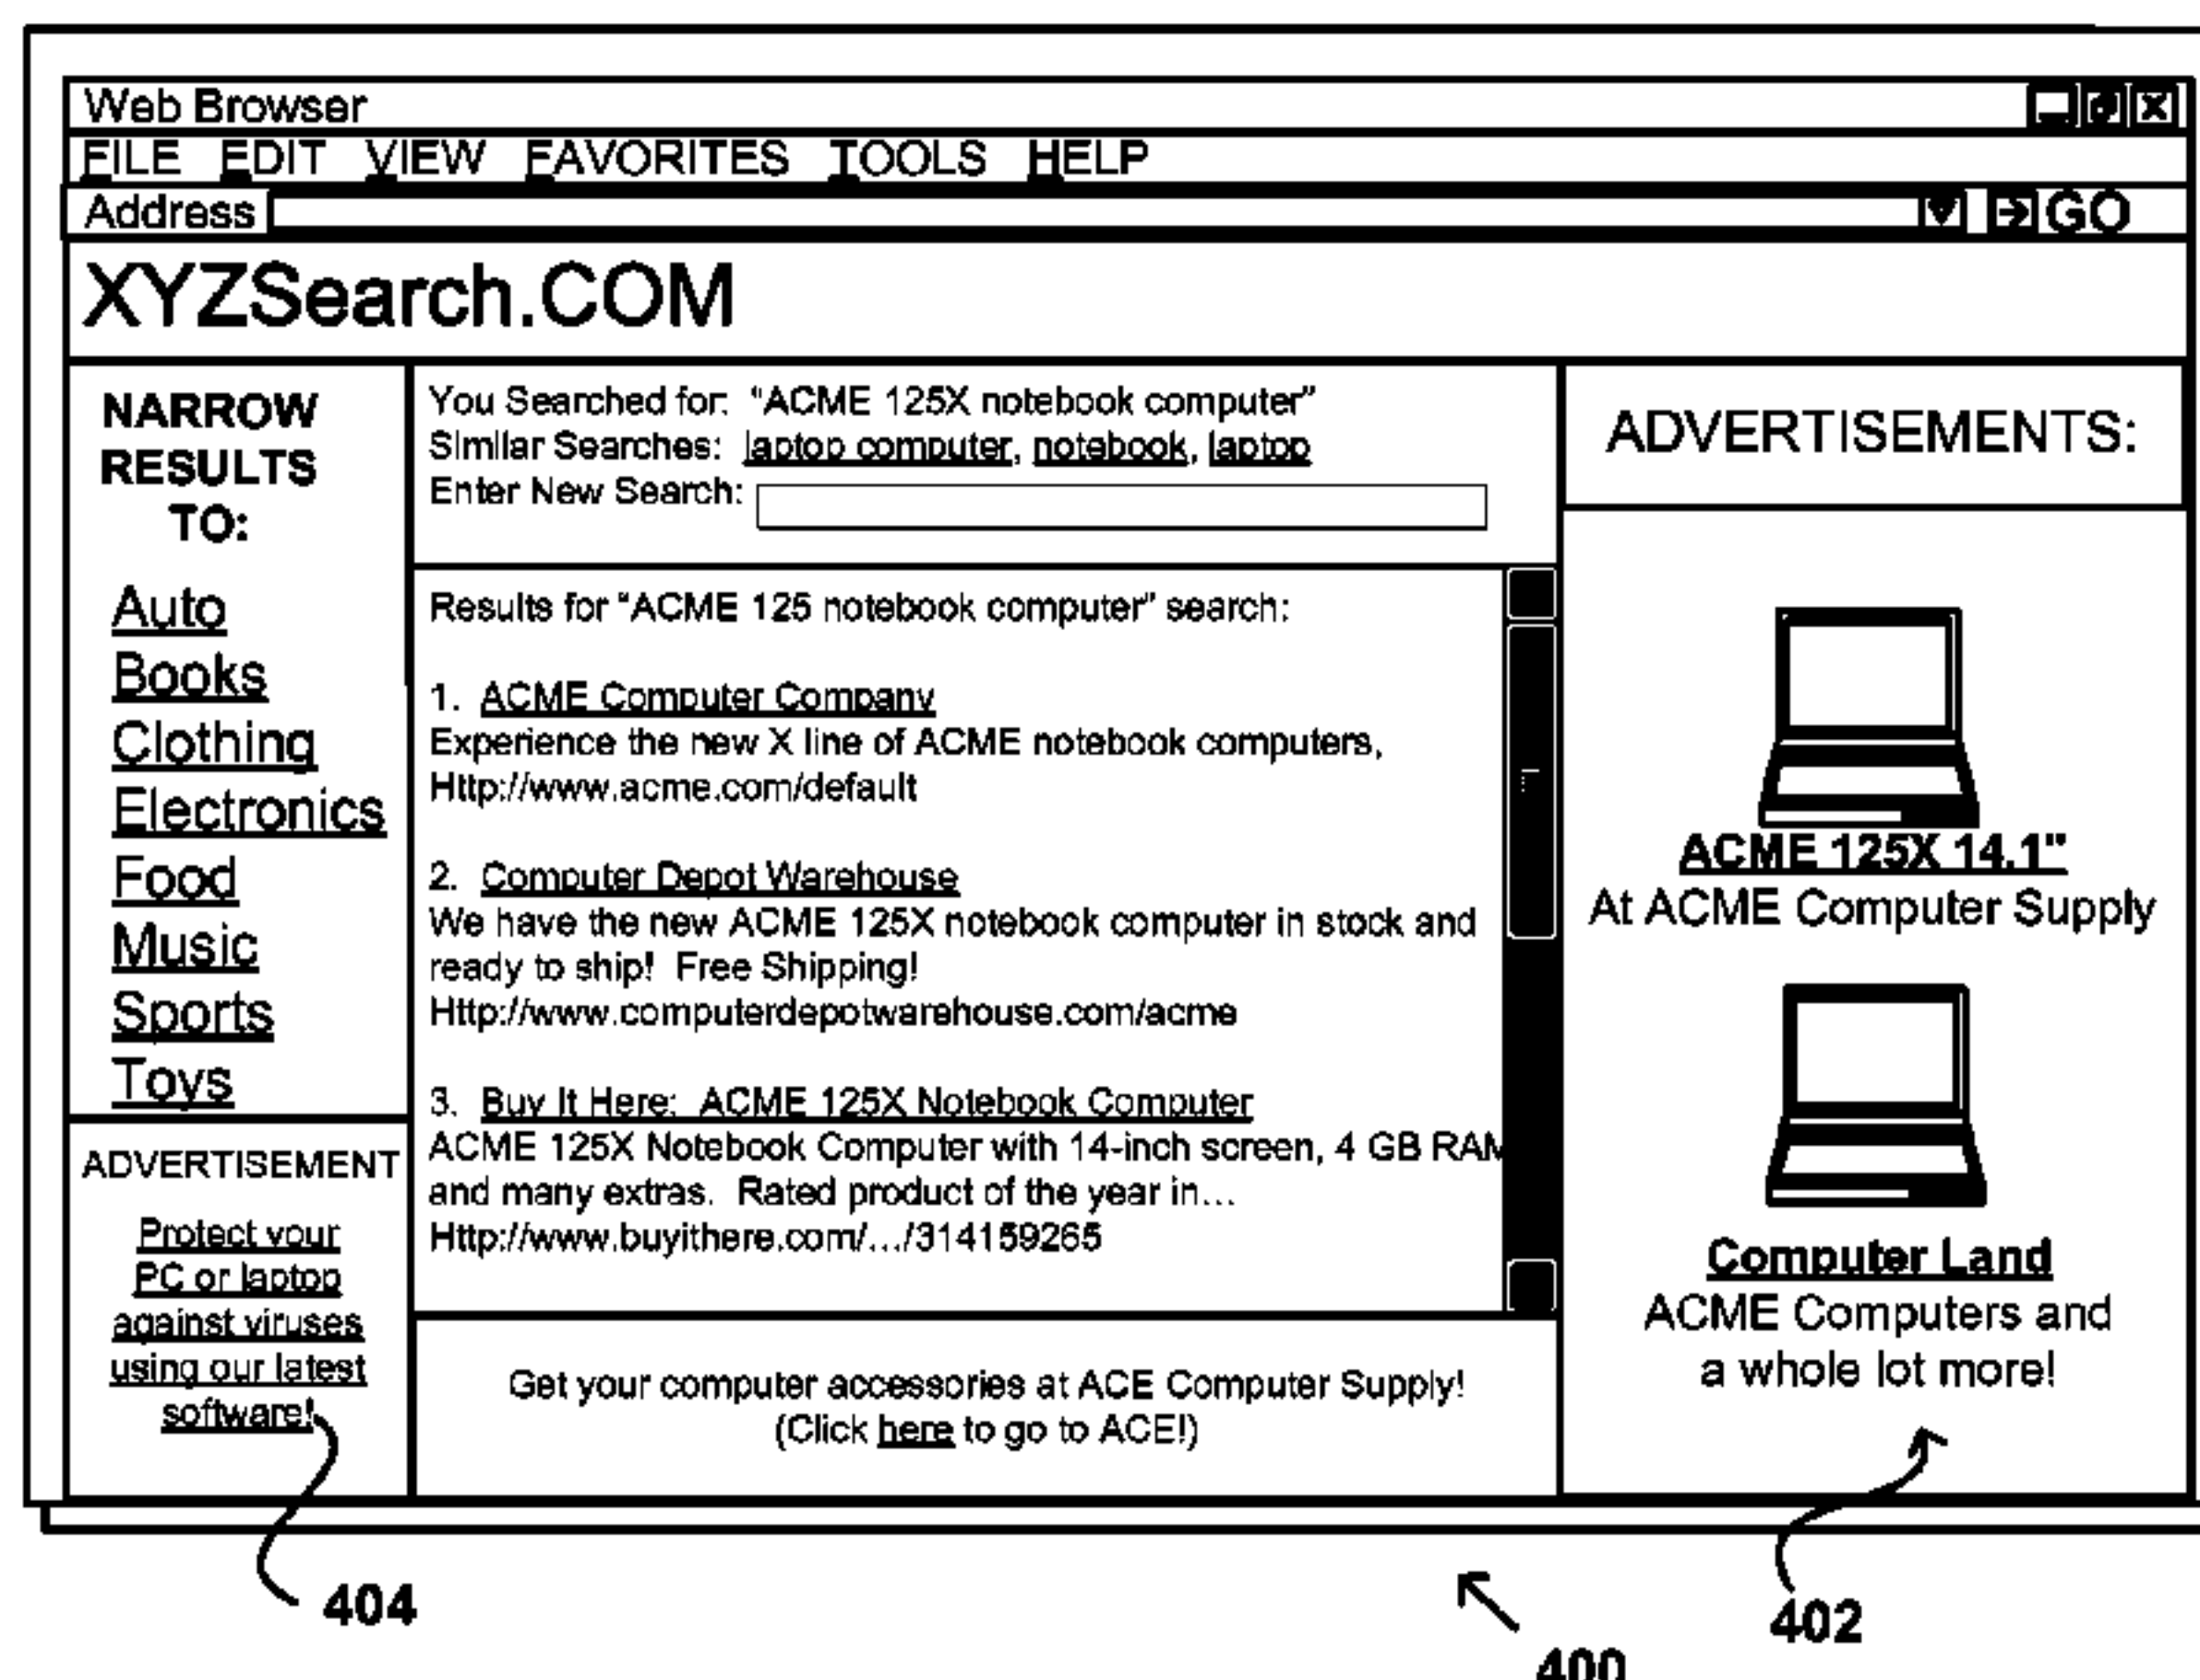 Web Browser
FILE EDIT VIEW FAVORITES TOOLS HELP
Address GO
XYZSearch.COM
NARROW
RESULTS
TO:
Auto
Books
Clothing
Electronics
Food
Music
Sports
Toys
ADVERTISEMENT
Protect your
PC or laptop
against viruses
using our latest
software!
You Searched for: "ACME 125X notebook computer"
Similar Searches: laptop computer, notebook, laptop
Enter New Search:
Results for "ACME 125 notebook computer" search:
1. ACME Computer Company
Experience the new X line of ACME notebook computers,
Http://www.acme.com/default
2. Computer Depot Warehouse
We have the new ACME 125X notebook computer in stock and
ready to ship! Free Shipping!
Http://www.computerdepotwarehouse.com/acme
3. Buy It Here: ACME 125X Notebook Computer
ACME 125X Notebook Computer with 14-inch screen, 4 GB RAM
and many extras. Rated product of the year in...
Http://www.buyithere.com/.../314159265
Get your computer accessories at ACE Computer Supply!
(Click here to go to ACE!)
ADVERTISEMENTS:
ACME 125X 14.1"
At ACME Computer Supply
Computer Land
ACME Computers and
a whole lot more!
404
402
400